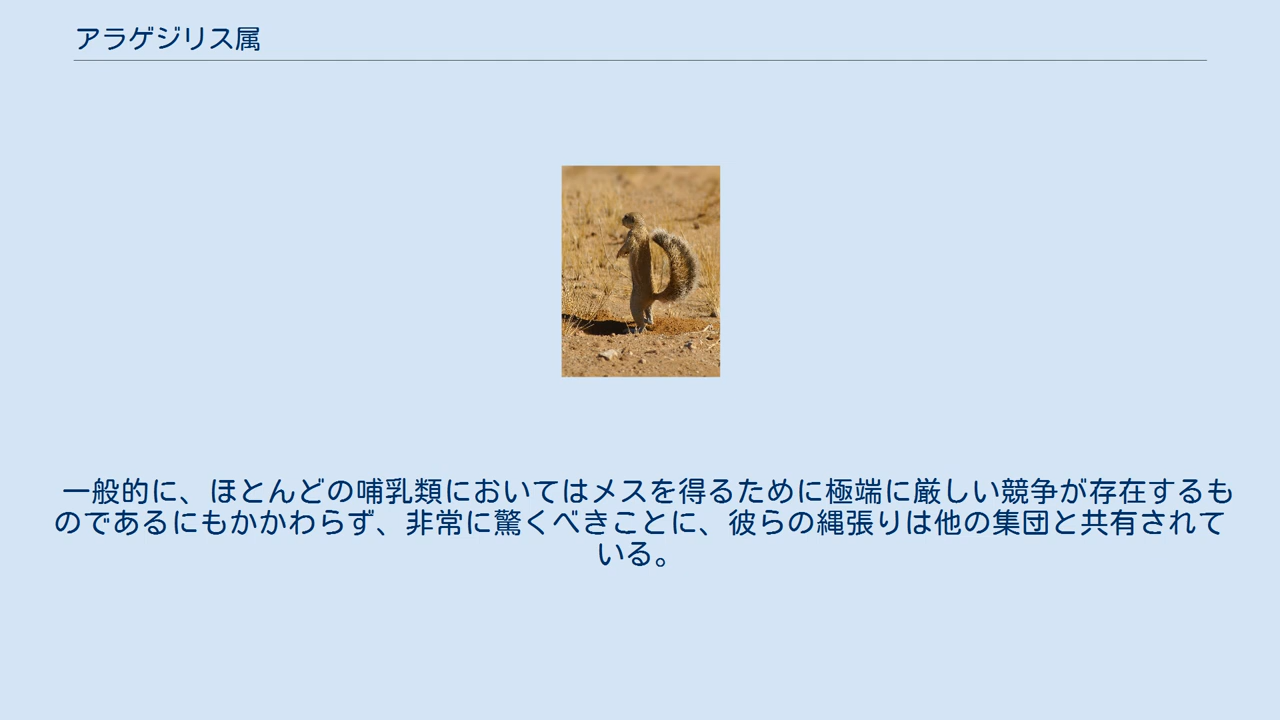 アラゲジリス属
一般的に、ほとんどの哺乳類においてはメスを得るために極端に厳しい競争が存在するも
のであるにもかかわらず、非常に驚くべきことに、彼らの縄張りは他の集団と共有されて
いる。